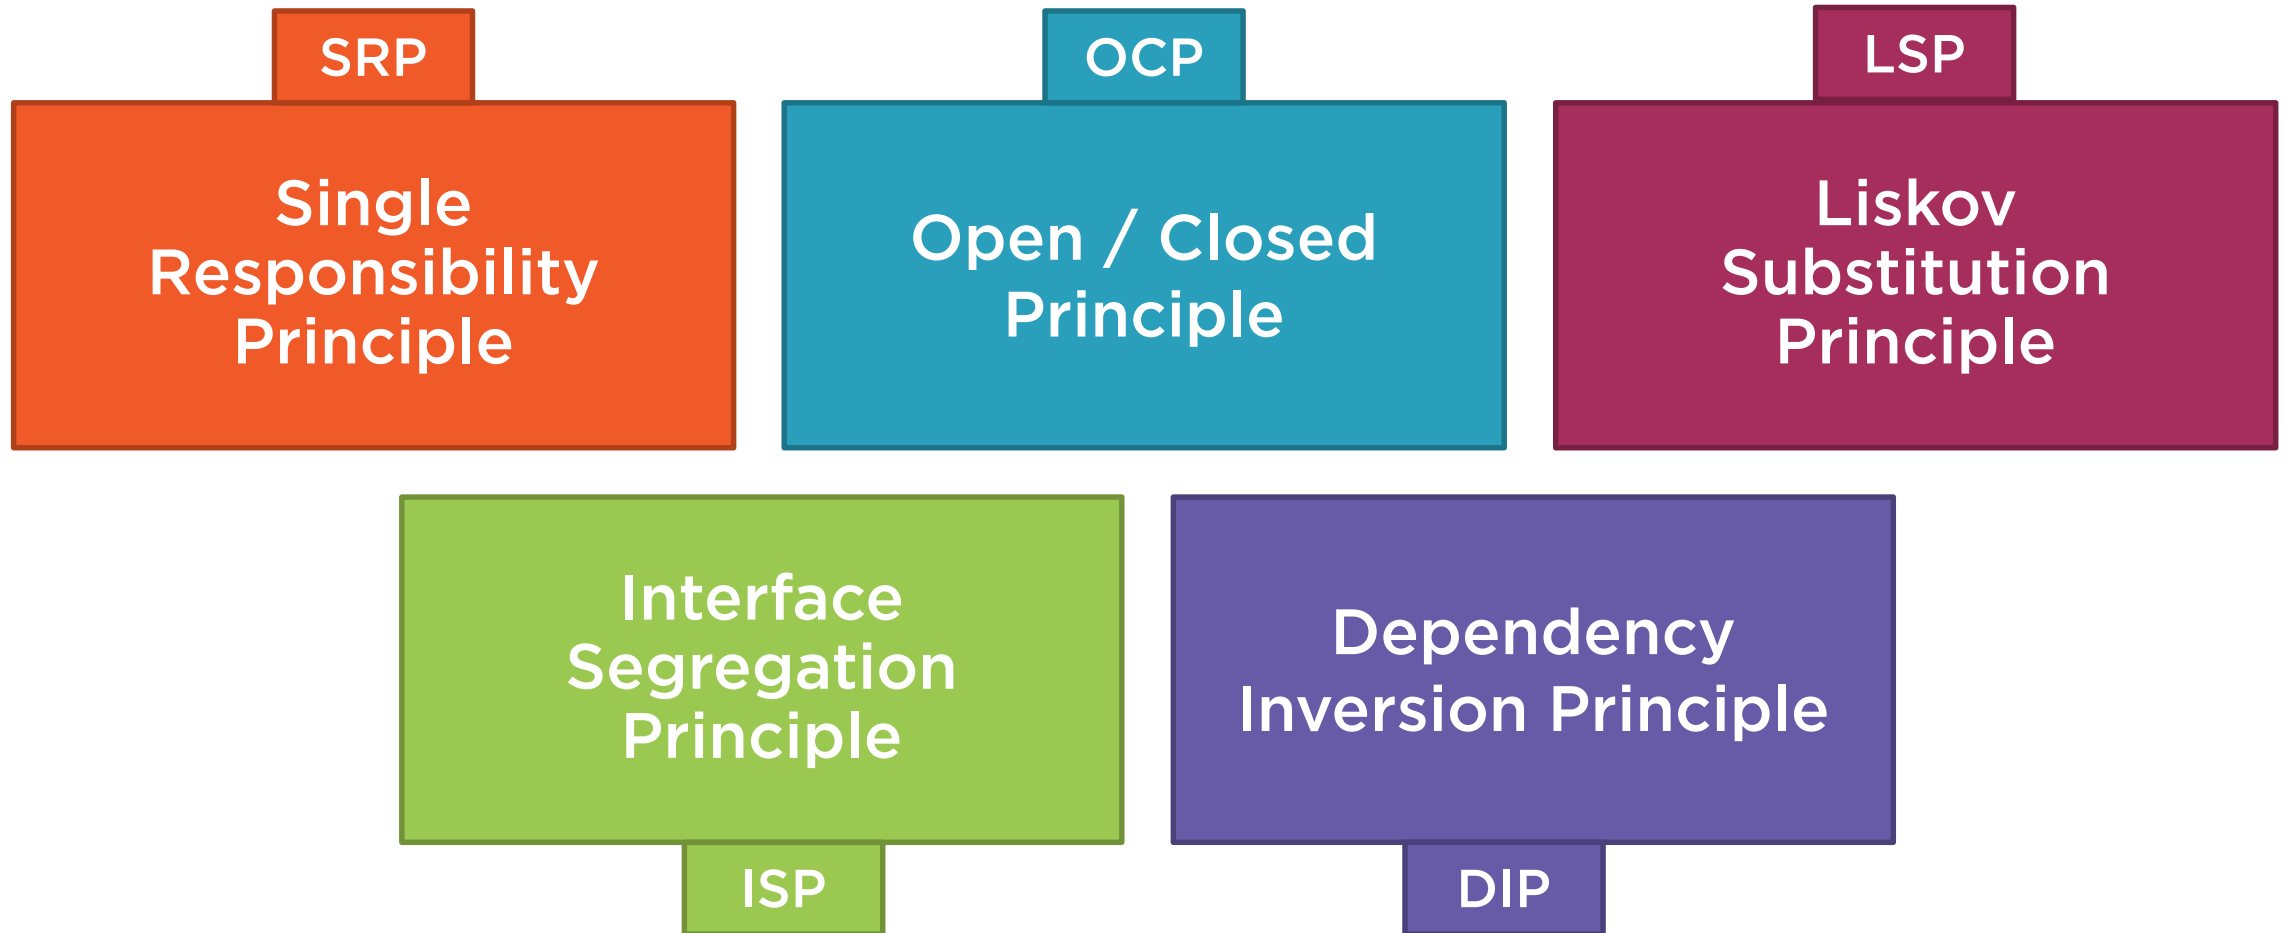 SRP
Single
Responsibility
Principle
OCP
Open / Closed
Principle
LSP
Liskov
Substitution
Principle
Interface
Segregation
Principle
ISP
Dependency
Inversion Principle
DIP